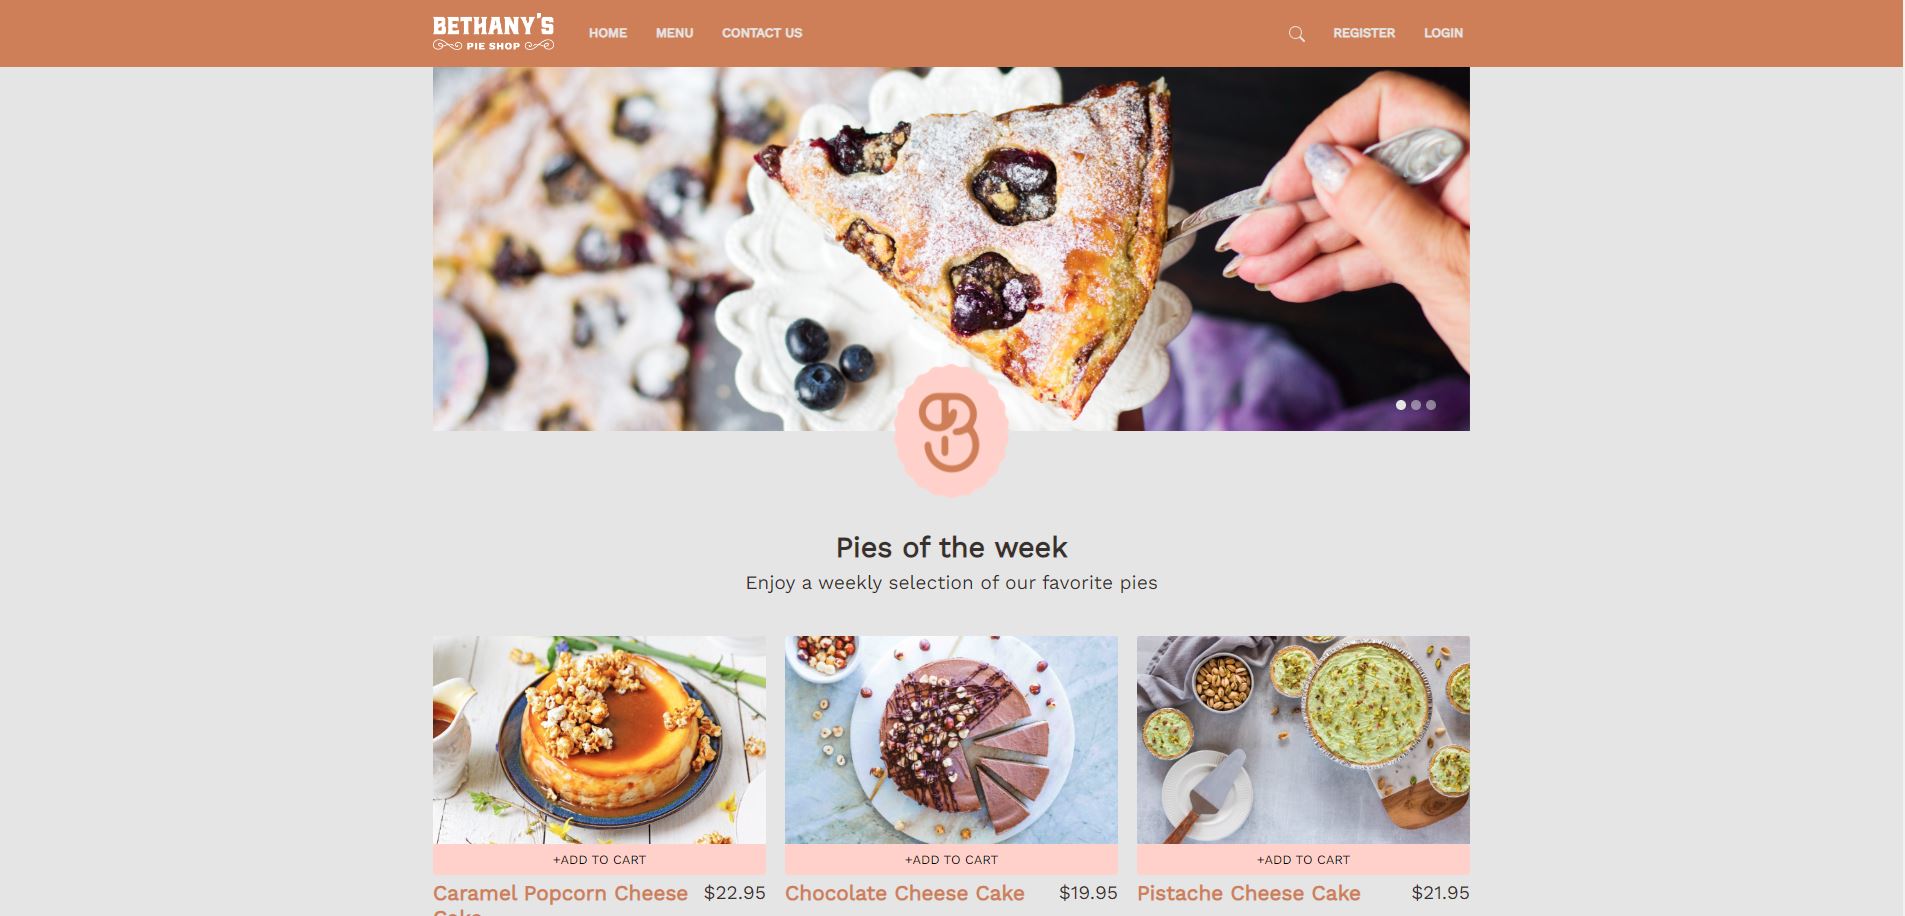 BETHANY'S
PIE SHOP
HOME MENU CONTACT US REGISTER LOGIN
B
Pies of the week
Enjoy a weekly selection of our favorite pies
+ADD TO CART +ADD TO CART +ADD TO CART
Caramel Popcorn Cheese $22.95 Chocolate Cheese Cake $19.95 Pistache Cheese Cake $21.95